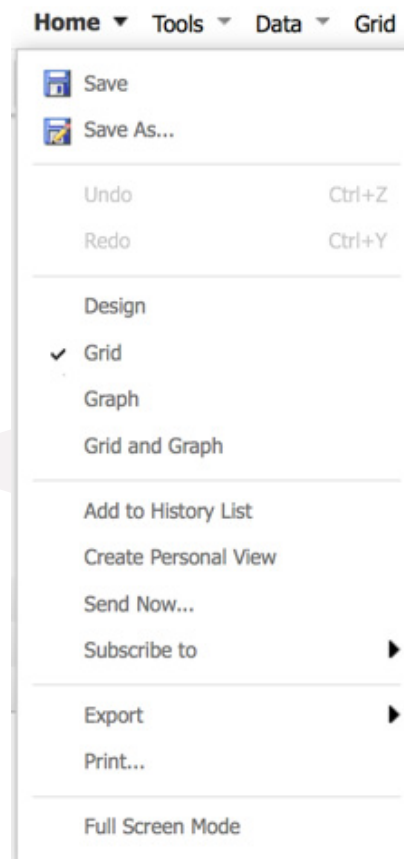 Home Tools Data Grid
Save
Save As...
Undo Ctrl+Z
Redo Ctrl+Y
Design
Grid
Graph
Grid and Graph
Add to History List
Create Personal View
Send Now...
Subscribe to
Export
Print...
Full Screen Mode